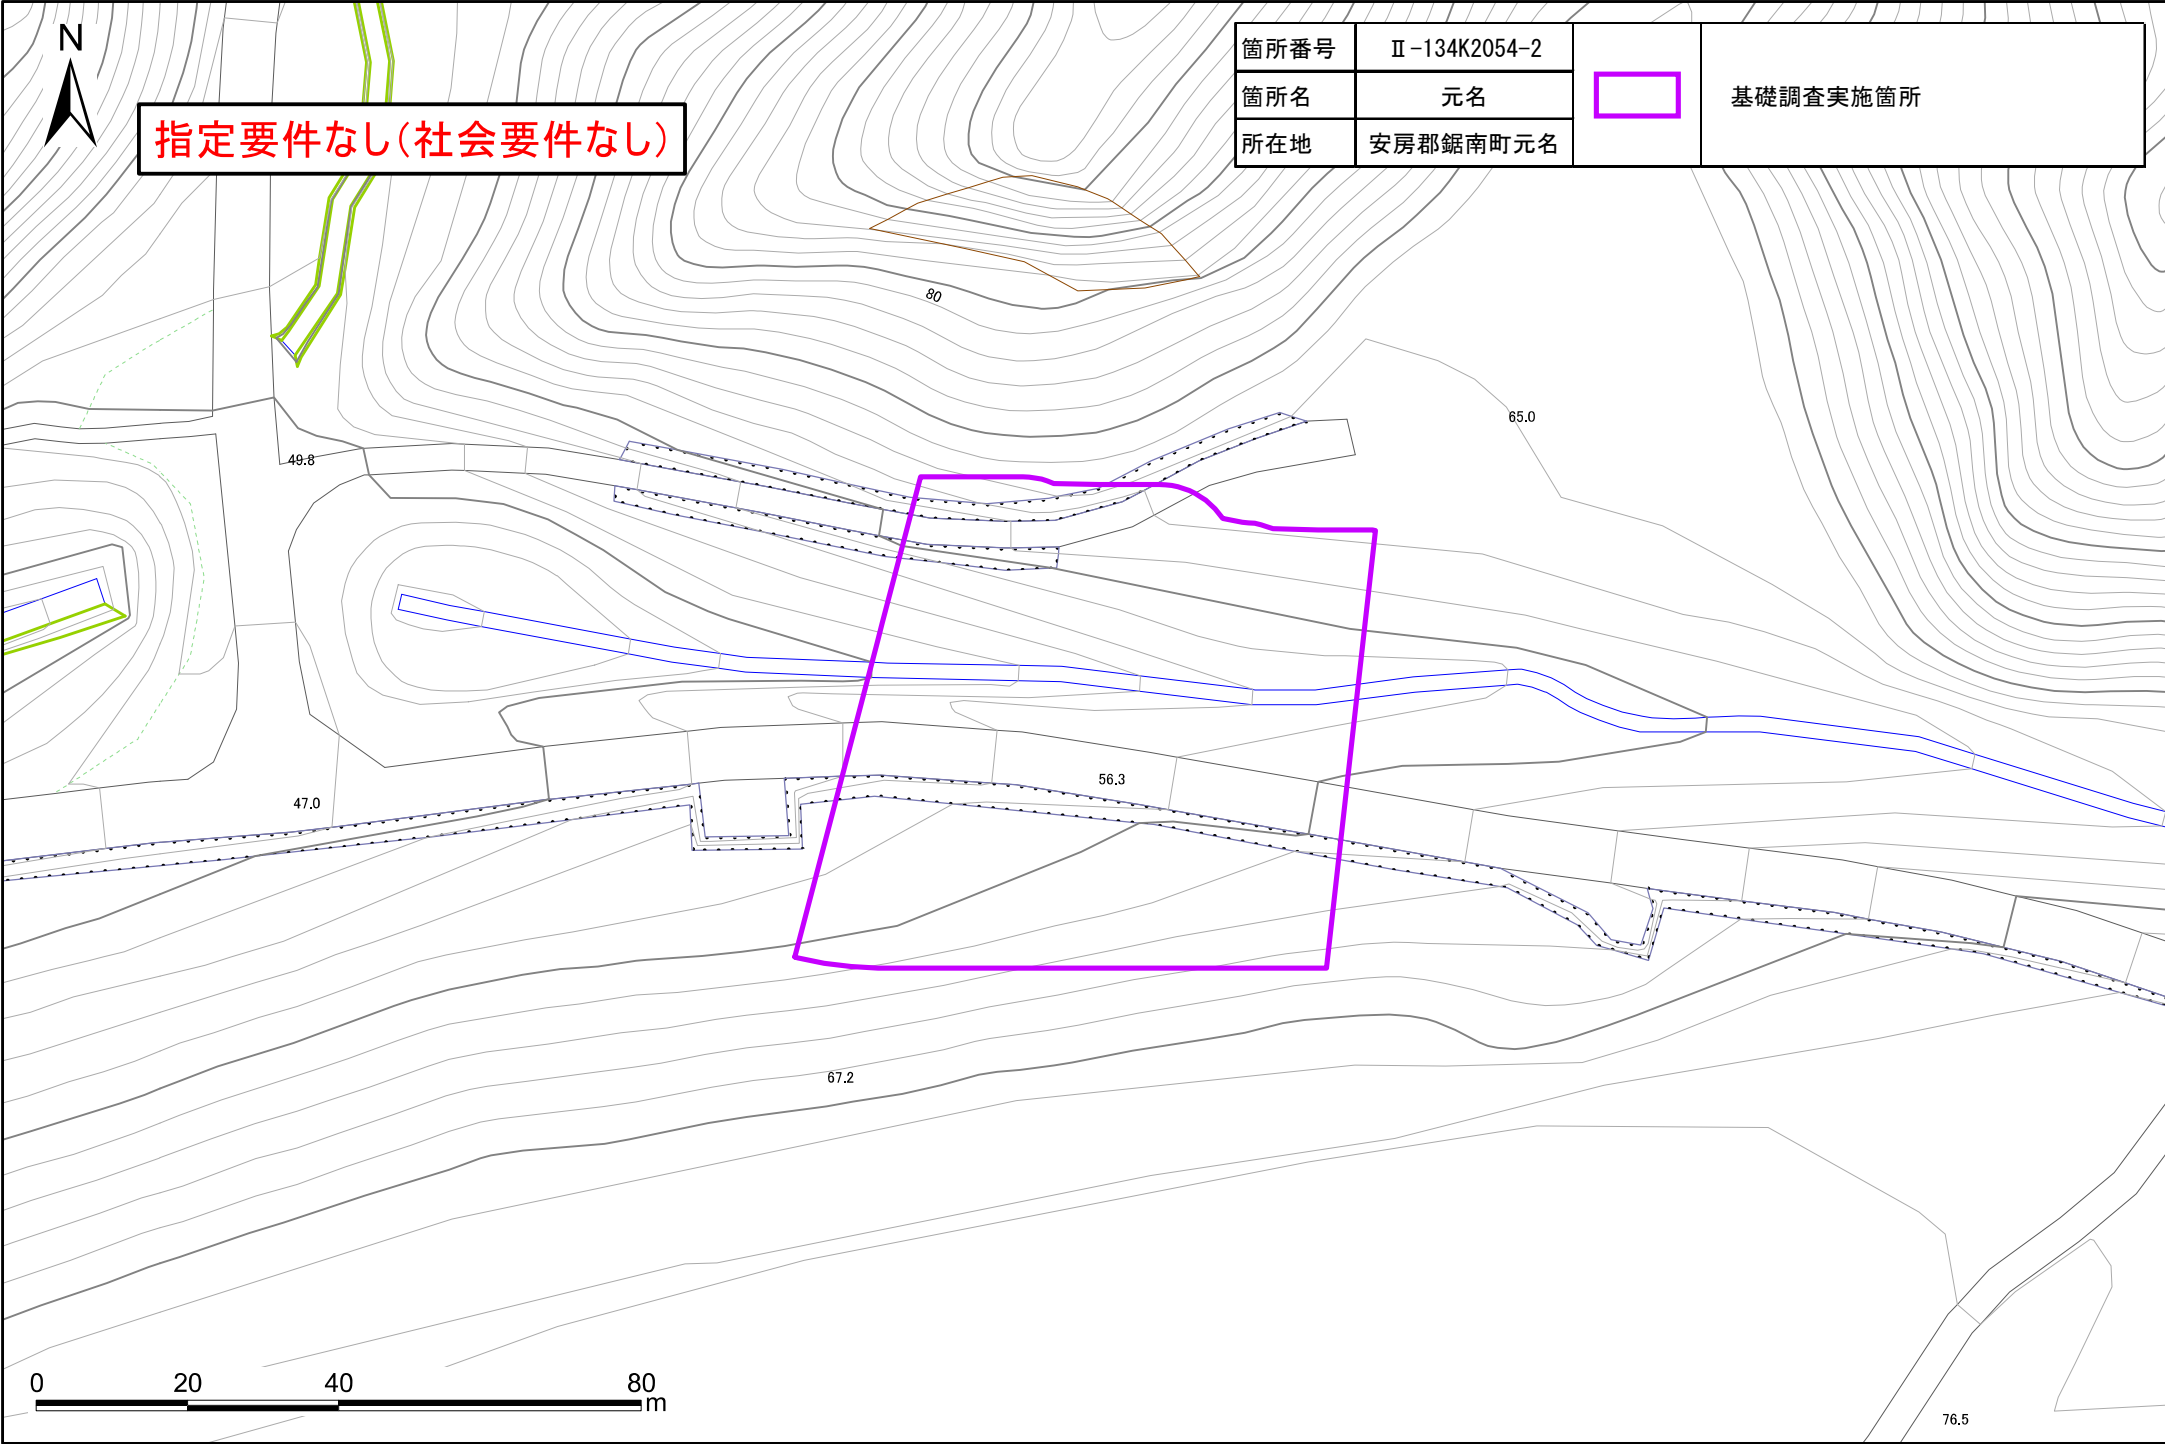 N
指定要件なし(社会要件なし)
箇所番号 Ⅱ-134K2054-2
箇所名 元名
所在地 安房郡鋸南町元名
基礎調査実施箇所
80
65.0
49.8
56.3
47.0
67.2
76.5
0 20 40 80 m